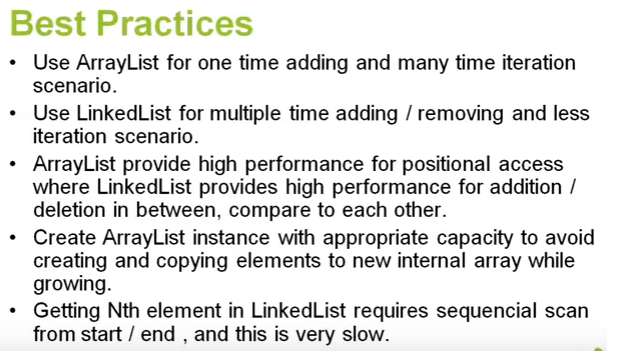 Best Practices
• Use ArrayList for one time adding and many time iteration
scenario.
• Use LinkedList for multiple time adding / removing and less
iteration scenario.
• ArrayList provide high performance for positional access
where LinkedList provides high performance for addition /
deletion in between, compare to each other.
• Create ArrayList instance with appropriate capacity to avoid
creating and copying elements to new internal array while
growing.
• Getting Nth element in LinkedList requires sequencial scan
from start / end , and this is very slow.